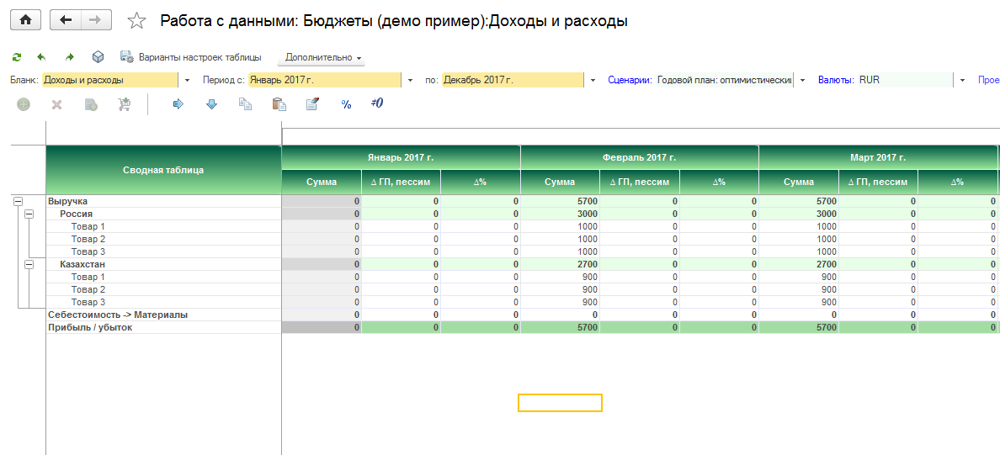 Работа с данными: Бюджеты (демо пример):Доходы и расходы
Варианты настроек таблицы Дополнительно
Бланк: Доходы и расходы Период с: Январь 2017 г. по: Декабрь 2017 г. Сценарии: Годовой план: оптимистический Валюты: RUR Прое
% ≠0
Сводная таблица Январь 2017 г. Февраль 2017 г. Март 2017 г.
Сумма Δ ГП, пессим Δ% Сумма Δ ГП, пессим Δ% Сумма Δ ГП, пессим Δ%
Выручка 0 0 0 5700 0 0 5700 0 0
Россия 0 0 0 3000 0 0 3000 0 0
Товар 1 0 0 0 1000 0 0 1000 0 0
Товар 2 0 0 0 1000 0 0 1000 0 0
Товар 3 0 0 0 1000 0 0 1000 0 0
Казахстан 0 0 0 2700 0 0 2700 0 0
Товар 1 0 0 0 900 0 0 900 0 0
Товар 2 0 0 0 900 0 0 900 0 0
Товар 3 0 0 0 900 0 0 900 0 0
Себестоимость -> Материалы 0 0 0 0 0 0 0 0 0
Прибыль / убыток 0 0 0 5700 0 0 5700 0 0